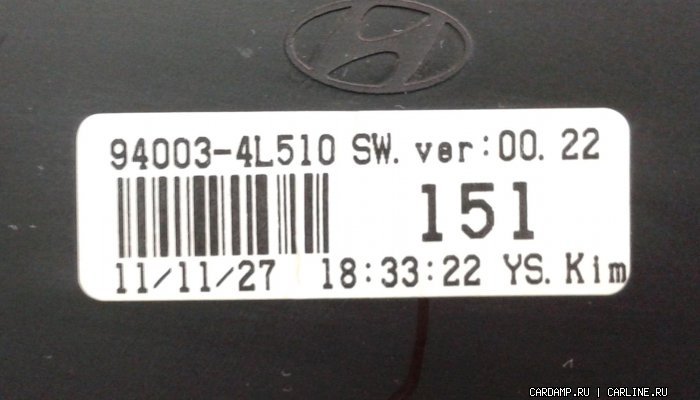 94003-4L510 SW. ver:00. 22
151
11/11/27 18:33:22 YS. Kim
CARDAMP.RU | CARLINE.RU